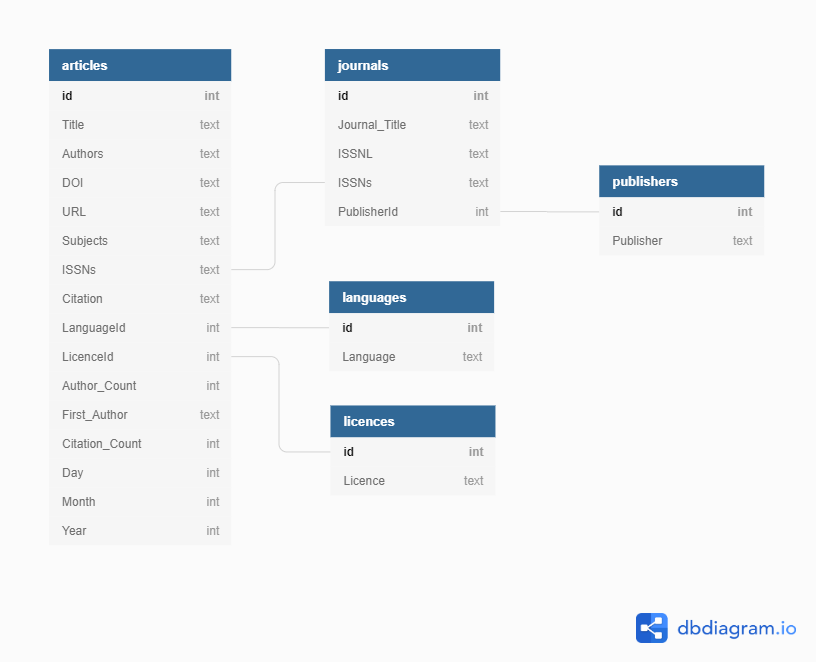 articles
id int
Title text
Authors text
DOI text
URL text
Subjects text
ISSNs text
Citation text
LanguageId int
LicenceId int
Author_Count int
First_Author text
Citation_Count int
Day int
Month int
Year int
journals
id int
Journal_Title text
ISSNL text
ISSNs text
PublisherId int
publishers
id int
Publisher text
languages
id int
Language text
licences
id int
Licence text
dbdiagram.io